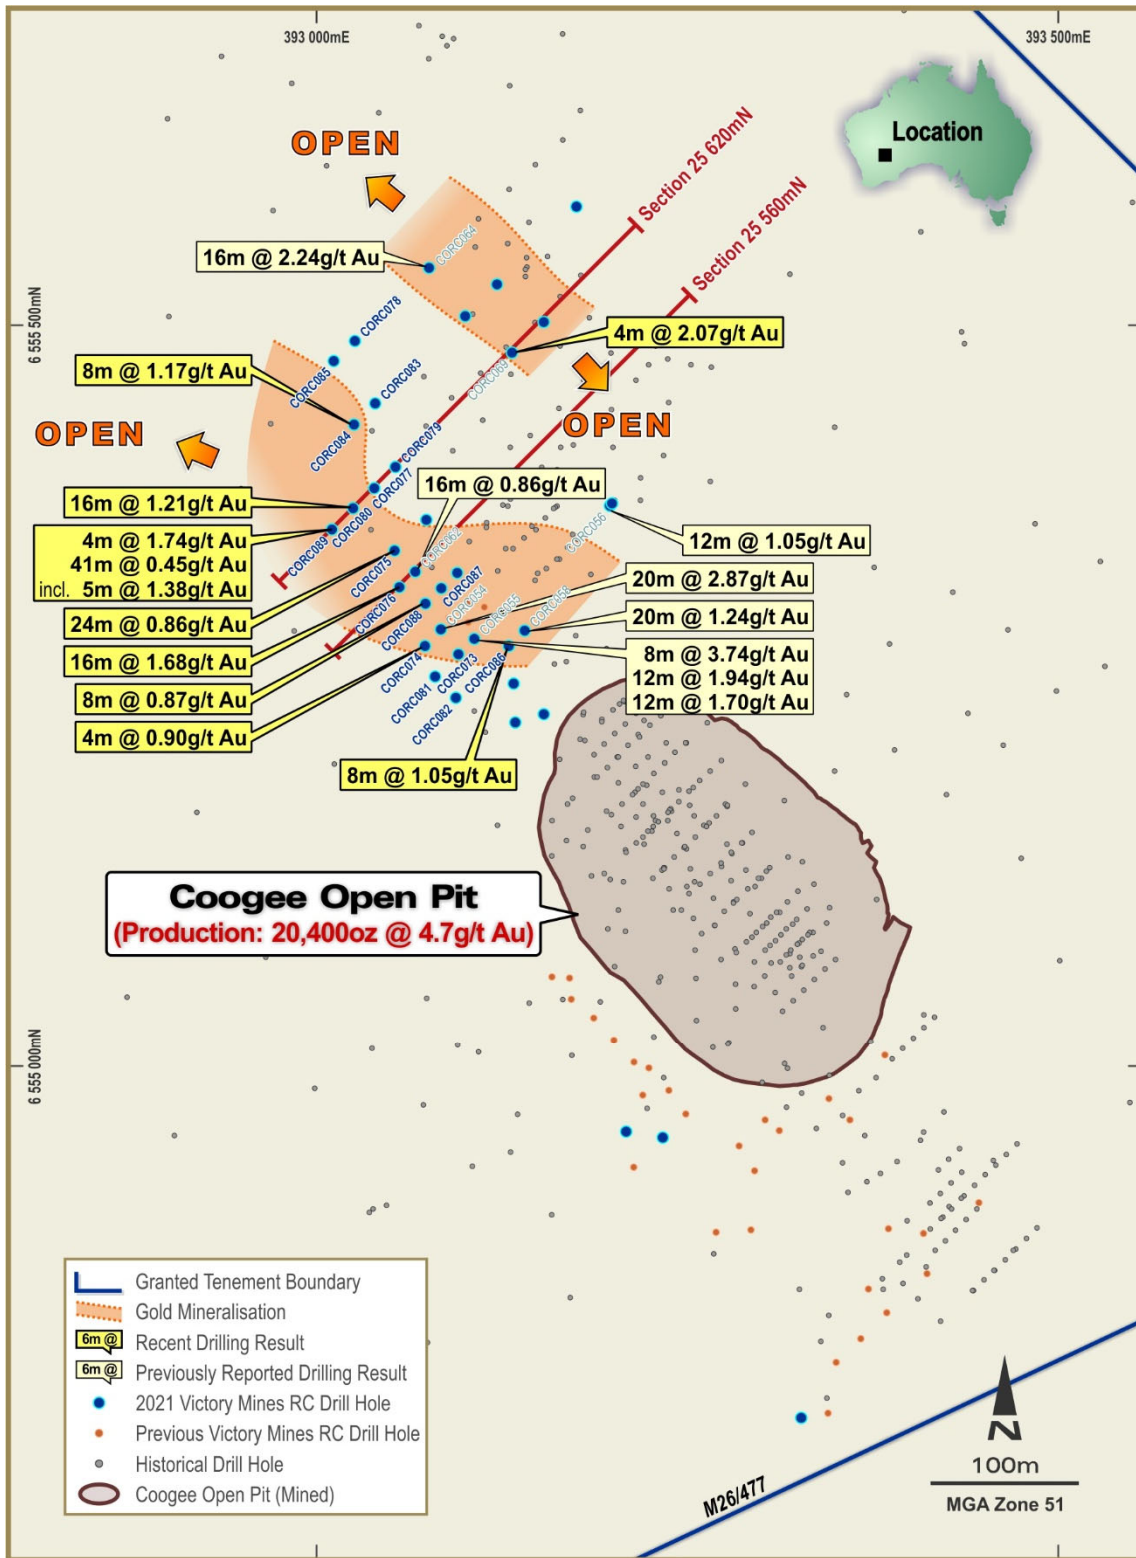 393 000mE
393 500mE
Location
OPEN
Section 25 620mN
Section 25 560mN
CORC064
16m @ 2.24g/t Au
6 555 500mN
CORC078
4m @ 2.07g/t Au
CORC069
8m @ 1.17g/t Au
CORC085
CORC083
OPEN
OPEN
CORC084
CORC079
16m @ 0.86g/t Au
CORC077
16m @ 1.21g/t Au
CORC080
CORC089
4m @ 1.74g/t Au
41m @ 0.45g/t Au
incl. 5m @ 1.38g/t Au
CORC062
CORC056
12m @ 1.05g/t Au
CORC075
CORC087
20m @ 2.87g/t Au
CORC076
24m @ 0.86g/t Au
CORC088
CORC054
CORC055
CORC058
20m @ 1.24g/t Au
16m @ 1.68g/t Au
CORC074
CORC073
CORC086
8m @ 3.74g/t Au
12m @ 1.94g/t Au
12m @ 1.70g/t Au
CORC081
CORC082
8m @ 0.87g/t Au
4m @ 0.90g/t Au
8m @ 1.05g/t Au
Coogee Open Pit
(Production: 20,400oz @ 4.7g/t Au)
6 555 000mN
Granted Tenement Boundary
Gold Mineralisation
6m @ Recent Drilling Result
6m @ Previously Reported Drilling Result
2021 Victory Mines RC Drill Hole
Previous Victory Mines RC Drill Hole
Historical Drill Hole
Coogee Open Pit (Mined)
M26/477
N
100m
MGA Zone 51